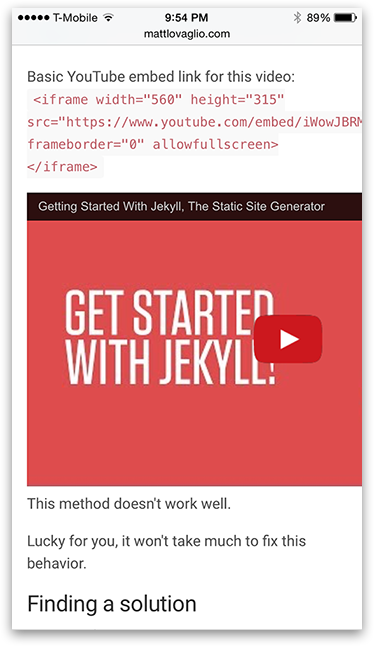 T-Mobile 9:54 PM 89%
mattlovaglio.com
Basic YouTube embed link for this video:
<iframe width="560" height="315"
src="https://www.youtube.com/embed/iWowJBRM
frameborder="0" allowfullscreen>
</iframe>
Getting Started With Jekyll, The Static Site Generator
GET STARTED
WITH JEKYLL!
This method doesn't work well.
Lucky for you, it won't take much to fix this
behavior.
Finding a solution